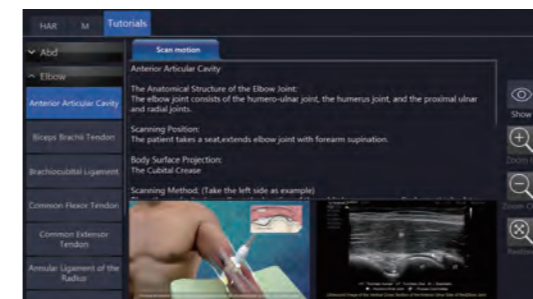 HAR M Tutorials
Abd
Elbow
Anterior Articular Cavity
Biceps Brachii Tendon
Brachiocubital Ligament
Common Flexor Tendon
Common Extensor
Tendon
Annular Ligament of the
Radius
Scan motion
Anterior Articular Cavity
The Anatomical Structure of the Elbow Joint:
The elbow joint consists of the humero-ulnar joint, the humerus joint, and the proximal ulnar
and radial joints.
Scanning Position:
The patient takes a seat,extends elbow joint with forearm supination.
Body Surface Projection:
The Cubital Crease
Scanning Method: (Take the left side as example)
Show
Zoom
Zoom